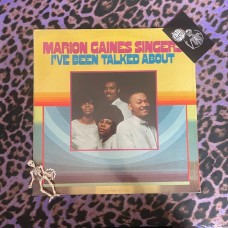 MARION GAINES SINGERS
I'VE BEEN TALKED ABOUT